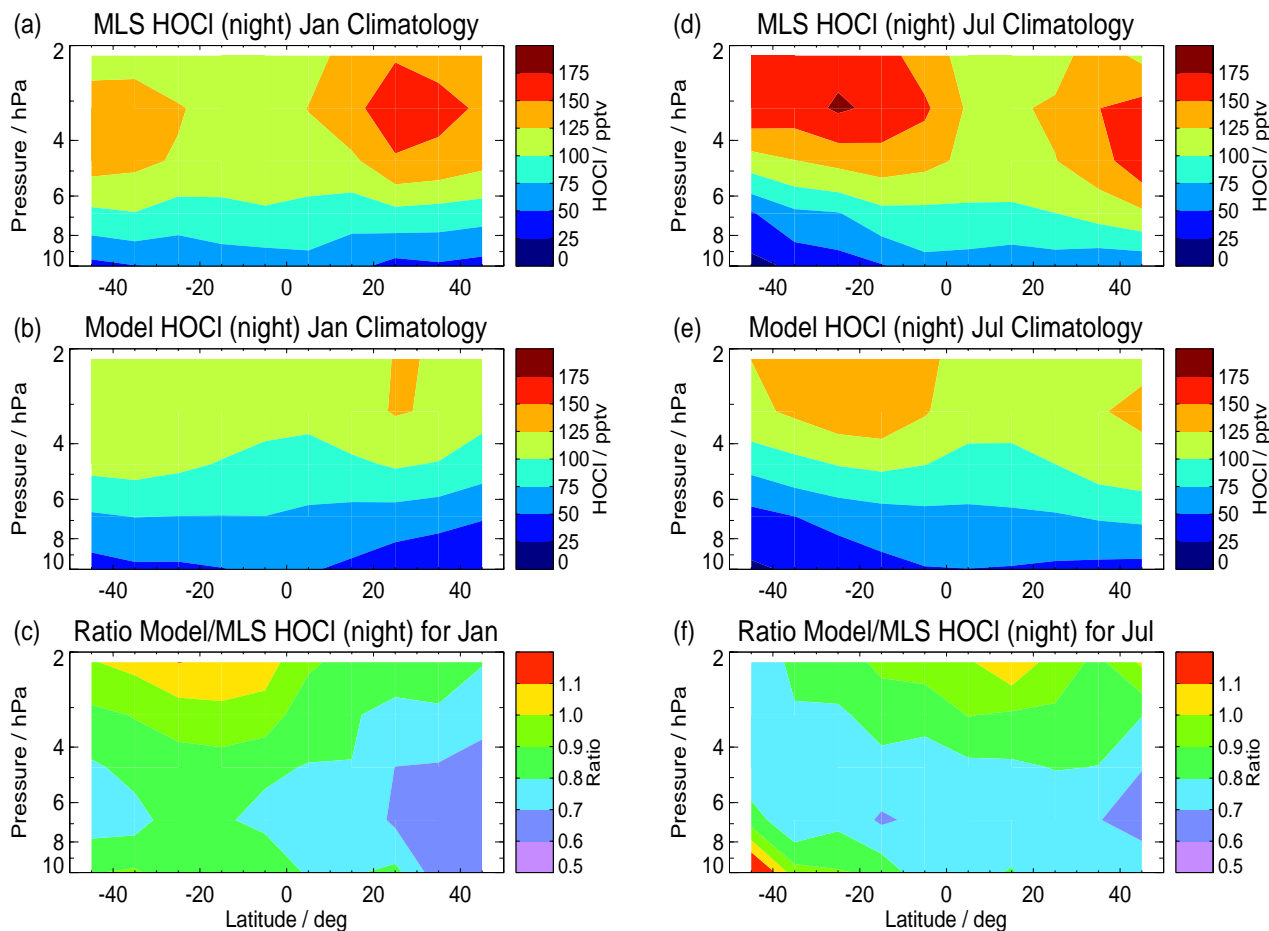 (a) MLS HOCl (night) Jan Climatology
2
4
6
8
10
Pressure / hPa
-40 -20 0 20 40
175
150
125
100
75
50
25
0
HOCl / pptv
(d) MLS HOCl (night) Jul Climatology
2
4
6
8
10
Pressure / hPa
-40 -20 0 20 40
175
150
125
100
75
50
25
0
HOCl / pptv
(b) Model HOCl (night) Jan Climatology
2
4
6
8
10
Pressure / hPa
-40 -20 0 20 40
175
150
125
100
75
50
25
0
HOCl / pptv
(e) Model HOCl (night) Jul Climatology
2
4
6
8
10
Pressure / hPa
-40 -20 0 20 40
175
150
125
100
75
50
25
0
HOCl / pptv
(c) Ratio Model/MLS HOCl (night) for Jan
2
4
6
8
10
Pressure / hPa
-40 -20 0 20 40
Latitude / deg
1.1
1.0
0.9
0.8
0.7
0.6
0.5
Ratio
(f) Ratio Model/MLS HOCl (night) for Jul
2
4
6
8
10
Pressure / hPa
-40 -20 0 20 40
Latitude / deg
1.1
1.0
0.9
0.8
0.7
0.6
0.5
Ratio